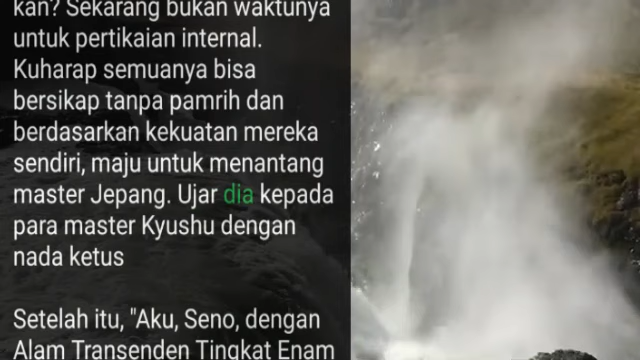 kan? Sekarang bukan waktunya
untuk pertikaian internal.
Kuharap semuanya bisa
bersikap tanpa pamrih dan
berdasarkan kekuatan mereka
sendiri, maju untuk menantang
master Jepang. Ujar dia kepada
para master Kyushu dengan
nada ketus
Setelah itu, "Aku, Seno, dengan
Alam Transenden Tingkat Enam